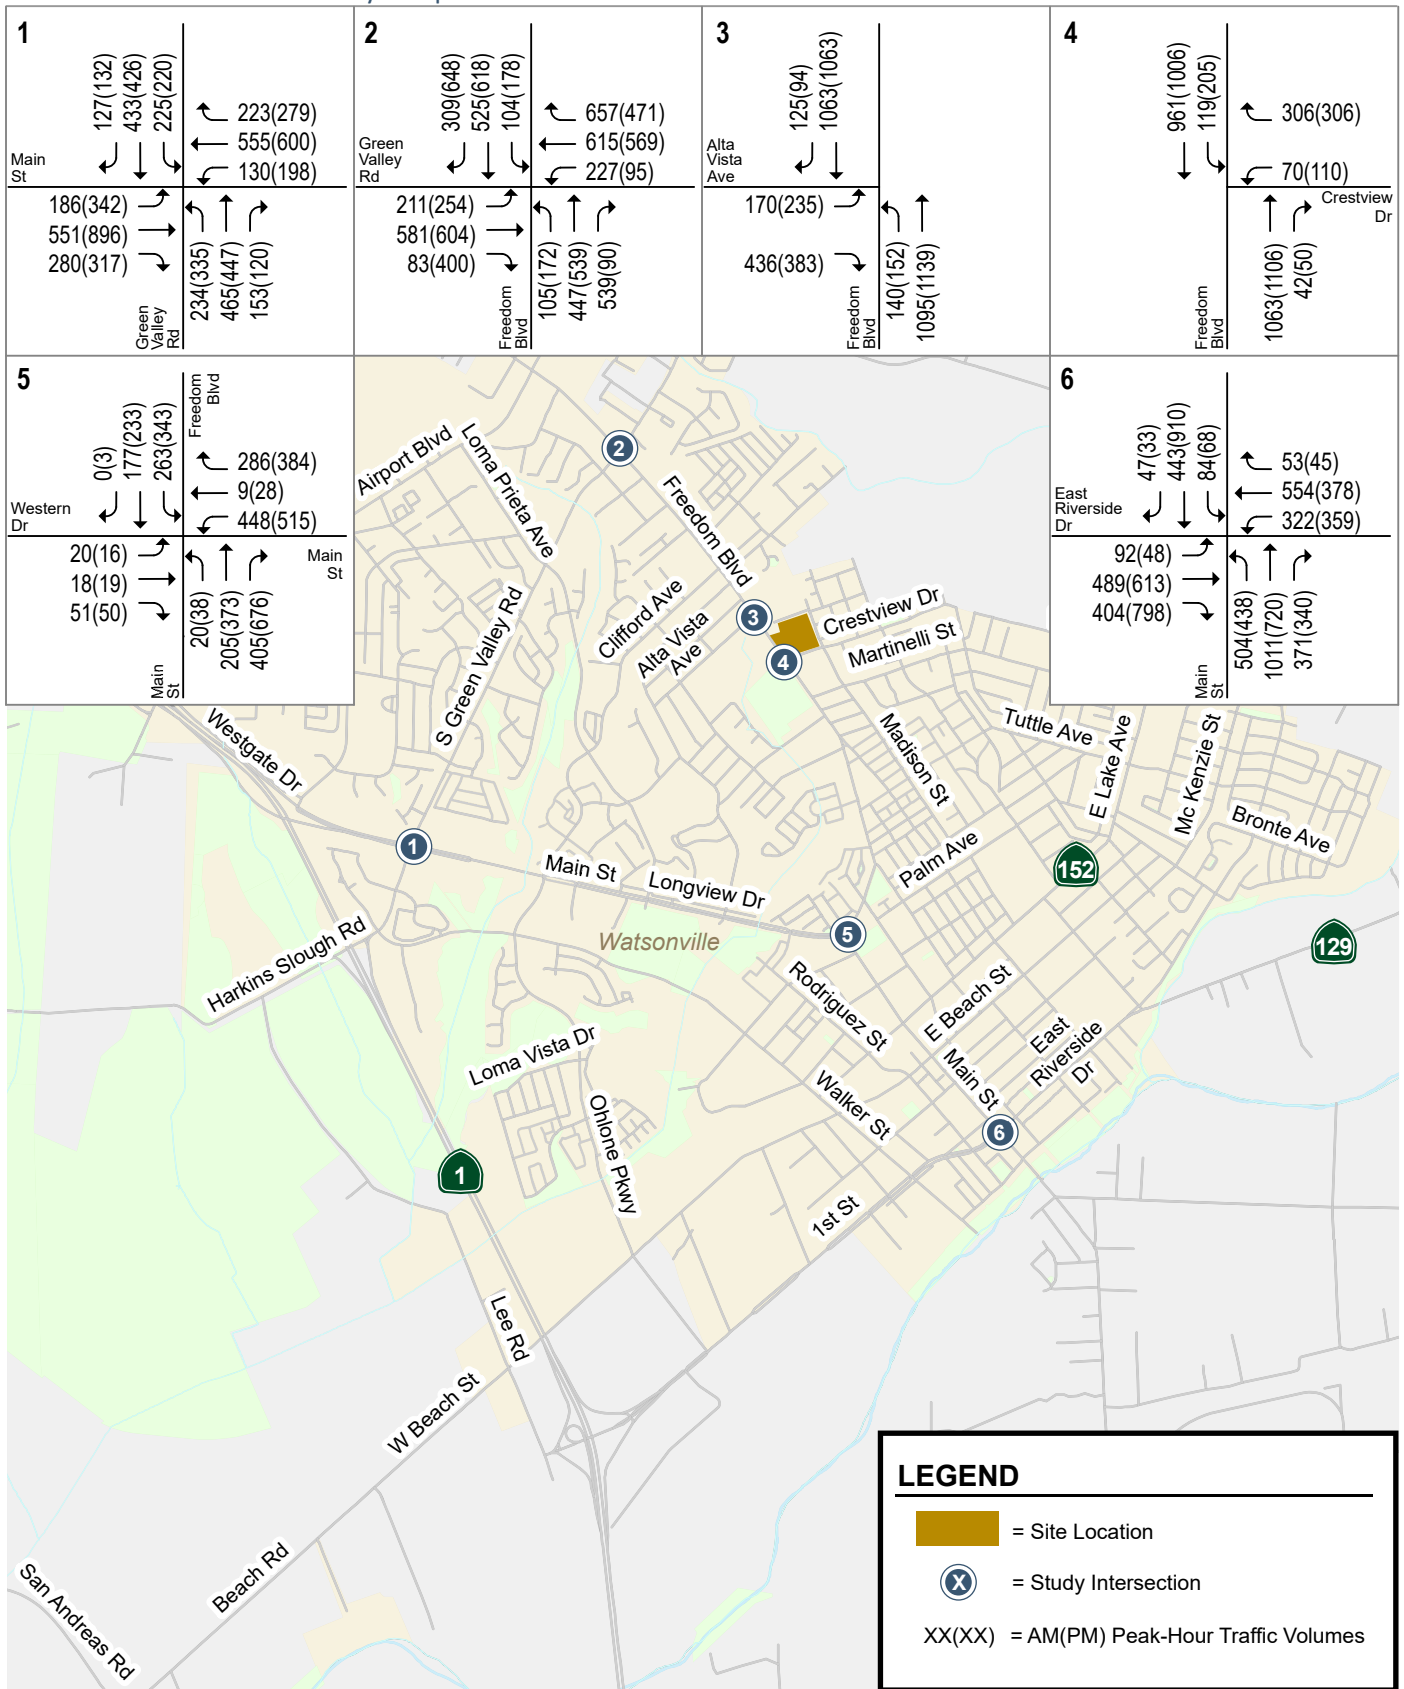 1
127(132)
433(426)
225(220)
223(279)
555(600)
130(198)
Main
St
186(342)
551(896)
280(317)
234(335)
465(447)
153(120)
Green
Valley
Rd
2
309(648)
525(618)
104(178)
657(471)
615(569)
227(95)
Green
Valley
Rd
211(254)
581(604)
83(400)
105(172)
447(539)
539(90)
Freedom
Blvd
3
125(94)
1063(1063)
Alta
Vista
Ave
170(235)
436(383)
140(152)
1095(1139)
Freedom
Blvd
4
961(1006)
119(205)
306(306)
70(110)
Crestview
Dr
1063(1106)
42(50)
Freedom
Blvd
5
0(3)
177(233)
263(343)
Freedom
Blvd
286(384)
9(28)
448(515)
Western
Dr
20(16)
18(19)
51(50)
Main
St
20(38)
205(373)
405(676)
Main
St
6
47(33)
443(910)
84(68)
53(45)
554(378)
322(359)
East
Riverside
Dr
92(48)
489(613)
404(798)
504(438)
1011(720)
371(340)
Main
St
Airport Blvd
Loma Prieta Ave
2
Freedom Blvd
S Green Valley Rd
Clifford Ave
Alta Vista
Ave
3
4
Crestview Dr
Martinelli St
Westgate Dr
Madison St
Tuttle Ave
E Lake Ave
Mc Kenzie St
Bronte Ave
1
Main St
Longview Dr
Palm Ave
152
129
5
Watsonville
Harkins Slough Rd
Rodriguez St
E Beach St
East
Riverside
Dr
Loma Vista Dr
Ohlone Pkwy
Walker St
Main St
6
1
1st St
Lee Rd
W Beach St
Beach Rd
San Andreas Rd
LEGEND
= Site Location
X = Study Intersection
XX(XX) = AM(PM) Peak-Hour Traffic Volumes